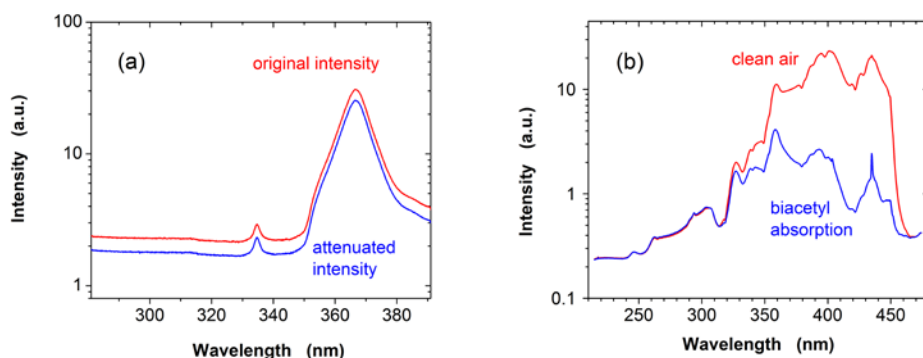 100
10
1
Intensity (a.u.)
(a)
original intensity
attenuated
intensity
300
320
340
360
380
Wavelength (nm)
10
1
0.1
Intensity (a.u.)
(b)
clean air
biacetyl
absorption
250
300
350
400
450
Wavelength (nm)